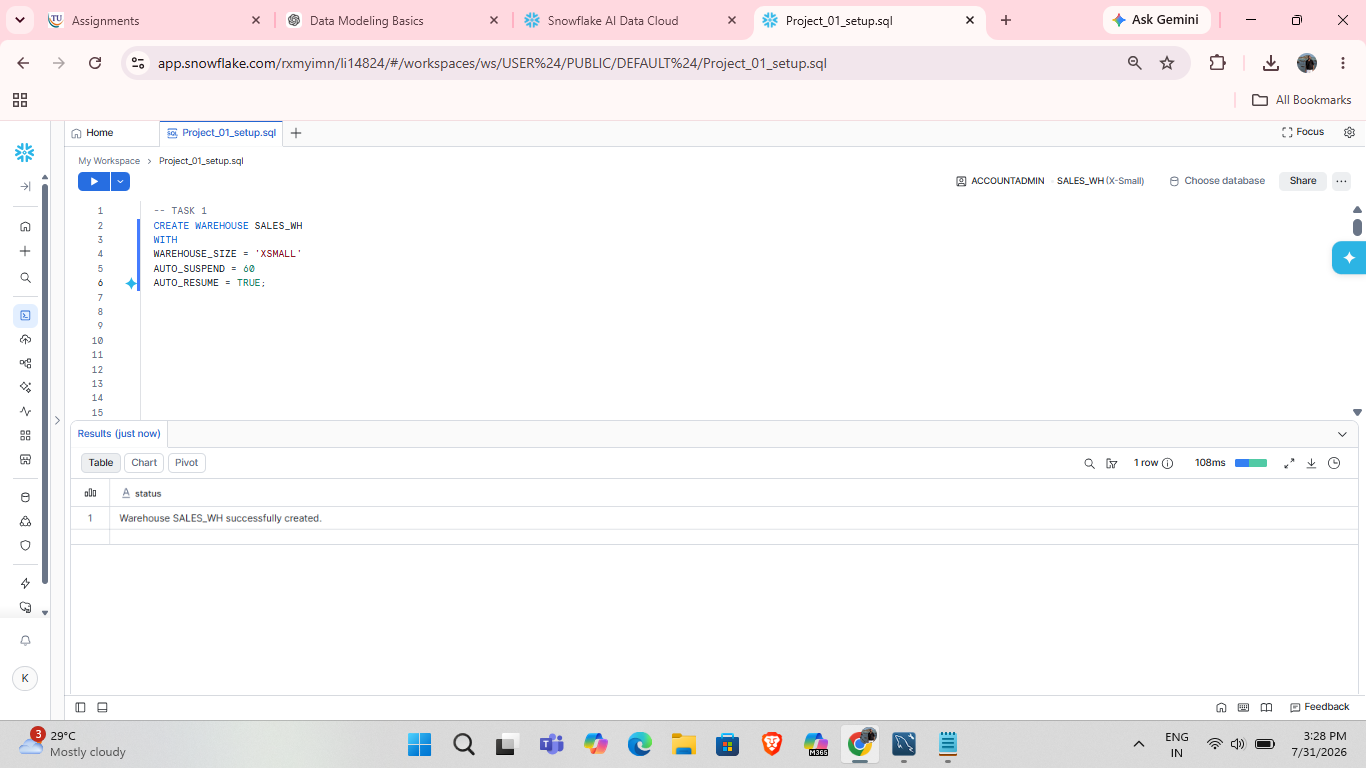 Assignments
Data Modeling Basics
Snowflake AI Data Cloud
Project_01_setup.sql
Ask Gemini
app.snowflake.com/rxmyimn/li14824/#/workspaces/ws/USER%24/PUBLIC/DEFAULT%24/Project_01_setup.sql
All Bookmarks
Home
Project_01_setup.sql
Focus
My Workspace > Project_01_setup.sql
ACCOUNTADMIN
SALES_WH (X-Small)
Choose database
Share
1 -- TASK 1
2 CREATE WAREHOUSE SALES_WH
3 WITH
4 WAREHOUSE_SIZE = 'XSMALL'
5 AUTO_SUSPEND = 60
6 AUTO_RESUME = TRUE;
7
8
9
10
11
12
13
14
15
Results (just now)
Table Chart Pivot
1 row
108ms
status
1 Warehouse SALES_WH successfully created.
K
Feedback
3
29°C
Mostly cloudy
M365
ENG
IN
3:28 PM
7/31/2026